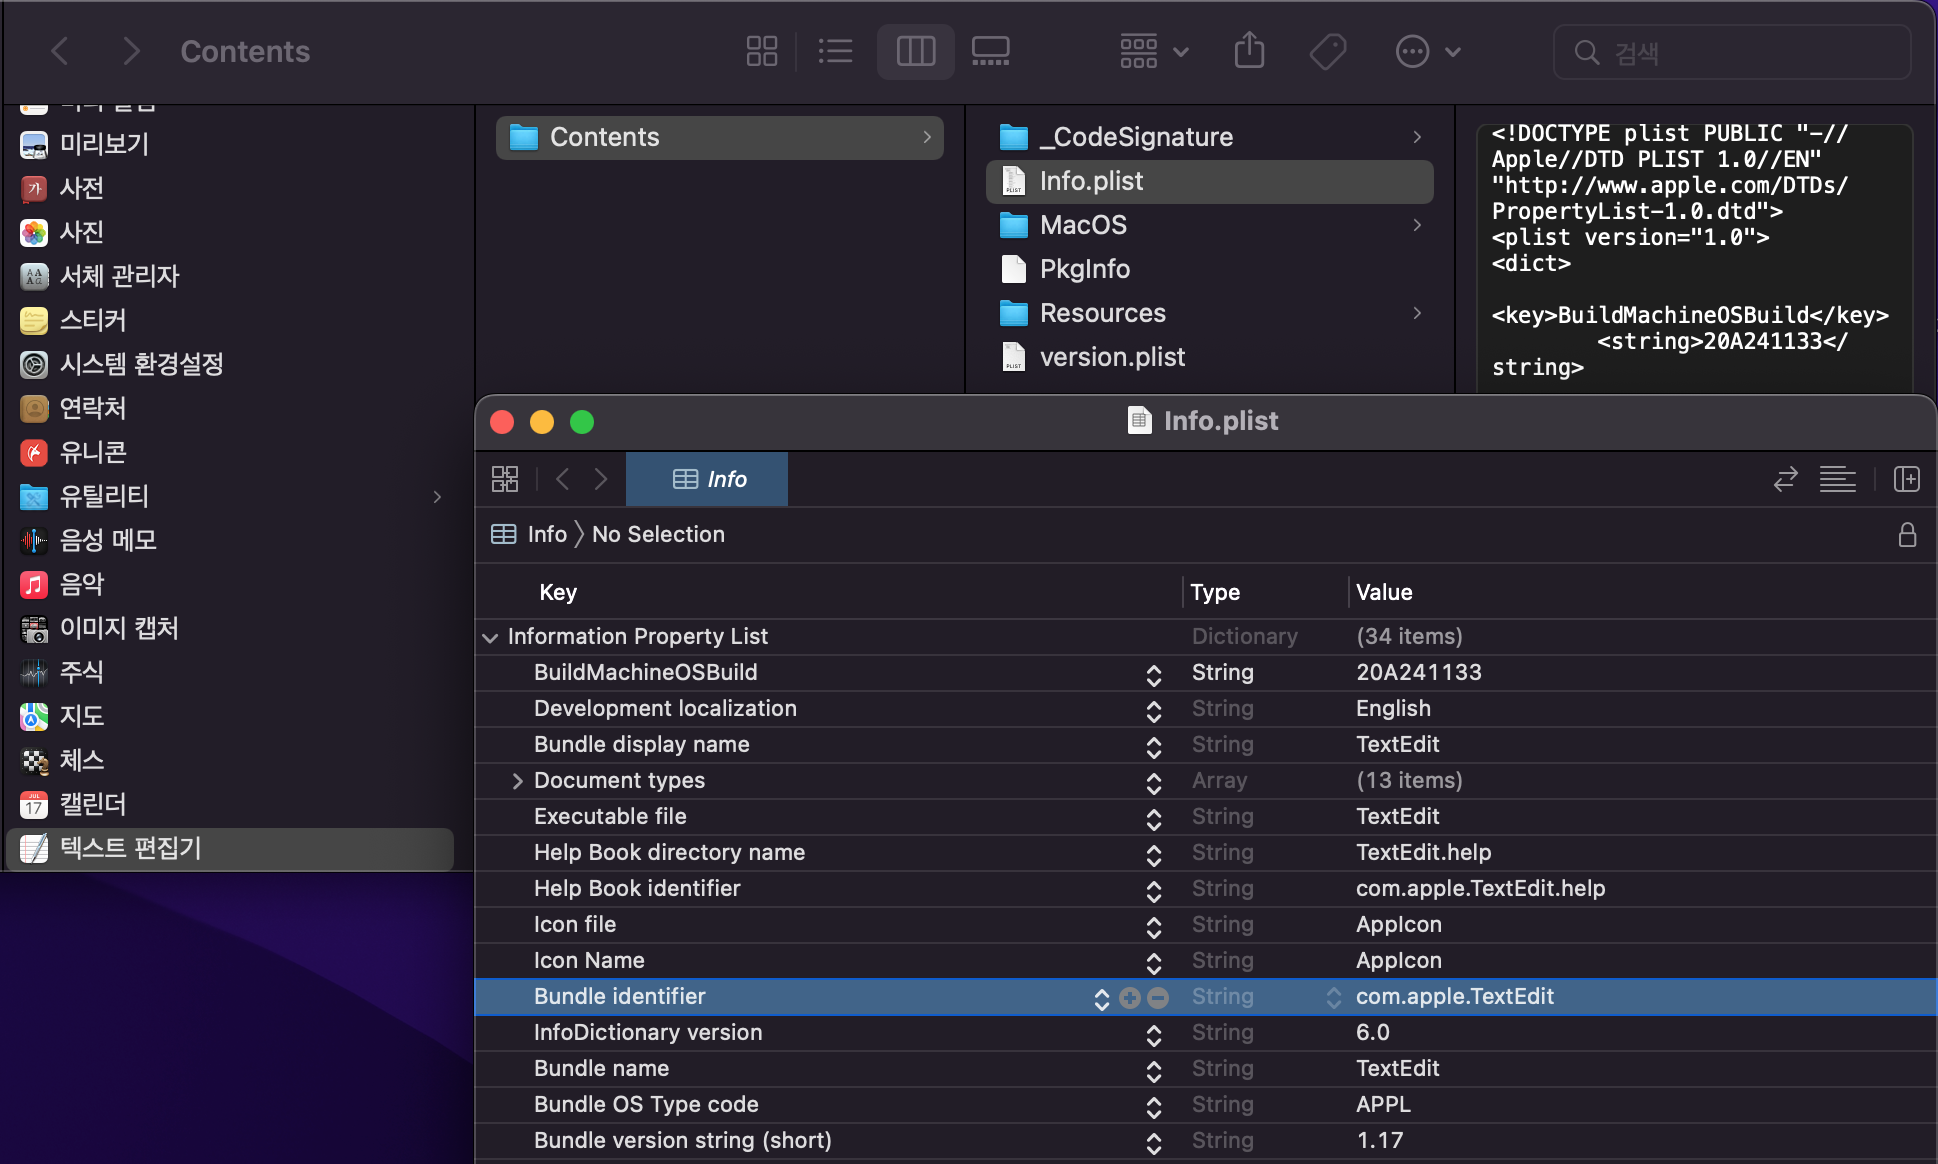 Contents
검색
미리보기
사전
사진
서체 관리자
스티커
시스템 환경설정
연락처
유니콘
유틸리티
음성 메모
음악
이미지 캡처
주식
지도
체스
캘린더
텍스트 편집기
Contents
_CodeSignature
Info.plist
MacOS
PkgInfo
Resources
version.plist
<!DOCTYPE plist PUBLIC "-//
Apple//DTD PLIST 1.0//EN"
"http://www.apple.com/DTDs/
PropertyList-1.0.dtd">
<plist version="1.0">
<dict>
<key>BuildMachineOSBuild</key>
<string>20A241133</
string>
Info.plist
Info
Info 〉 No Selection
Key Type Value
Information Property List Dictionary (34 items)
BuildMachineOSBuild String 20A241133
Development localization String English
Bundle display name String TextEdit
Document types Array (13 items)
Executable file String TextEdit
Help Book directory name String TextEdit.help
Help Book identifier String com.apple.TextEdit.help
Icon file String AppIcon
Icon Name String AppIcon
Bundle identifier String com.apple.TextEdit
InfoDictionary version String 6.0
Bundle name String TextEdit
Bundle OS Type code String APPL
Bundle version string (short) String 1.17